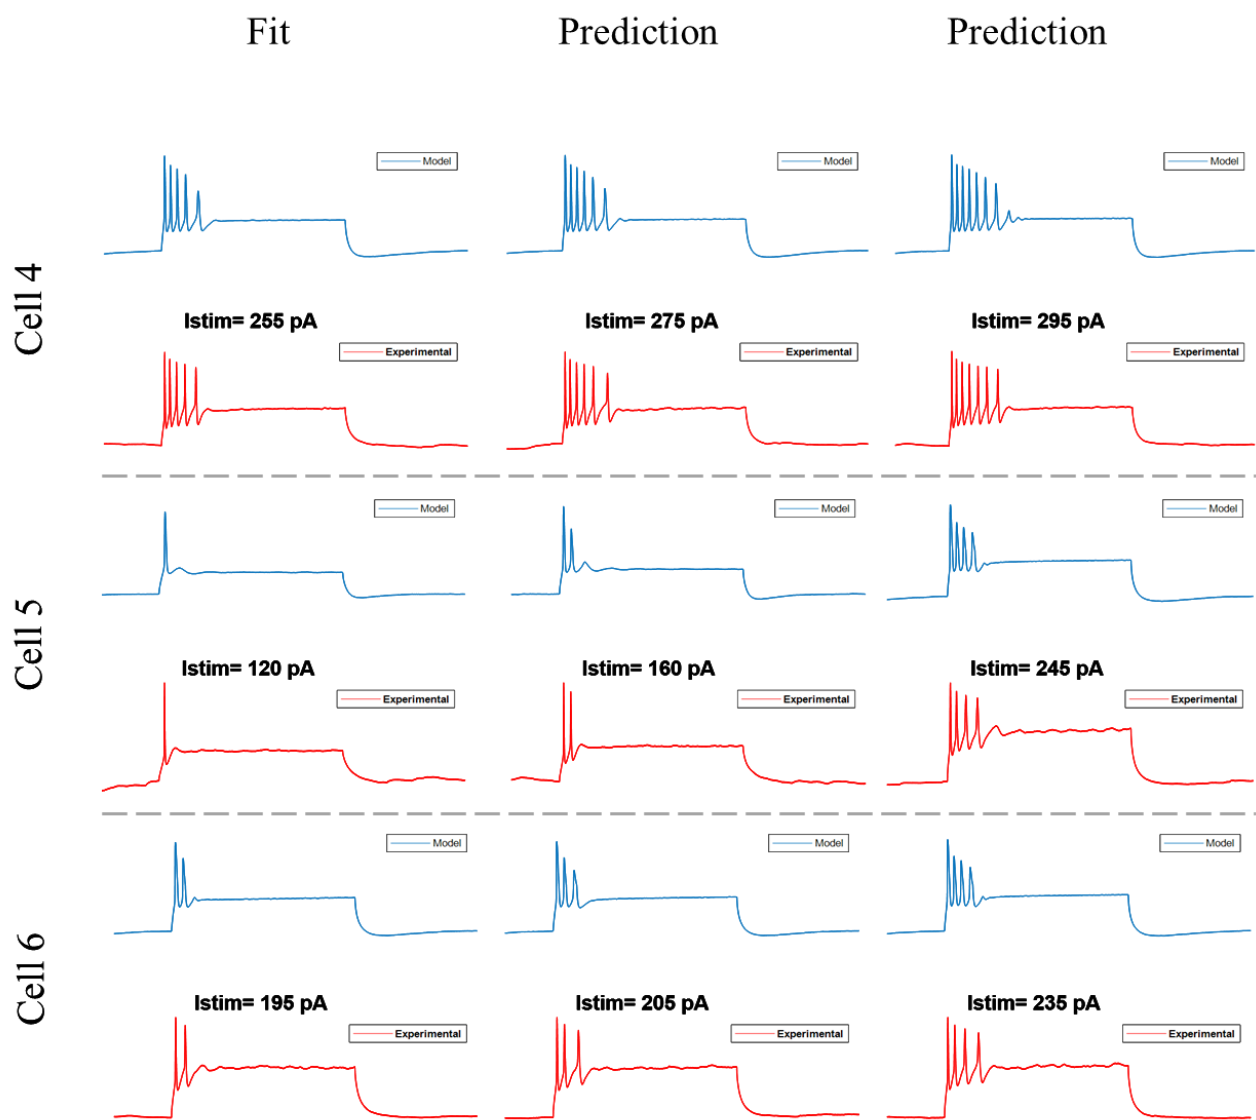 Fit Prediction Prediction
Cell 4
Model Model Model
Istim= 255 pA Istim= 275 pA Istim= 295 pA
Experimental Experimental Experimental
Cell 5
Model Model Model
Istim= 120 pA Istim= 160 pA Istim= 245 pA
Experimental Experimental Experimental
Cell 6
Model Model Model
Istim= 195 pA Istim= 205 pA Istim= 235 pA
Experimental Experimental Experimental